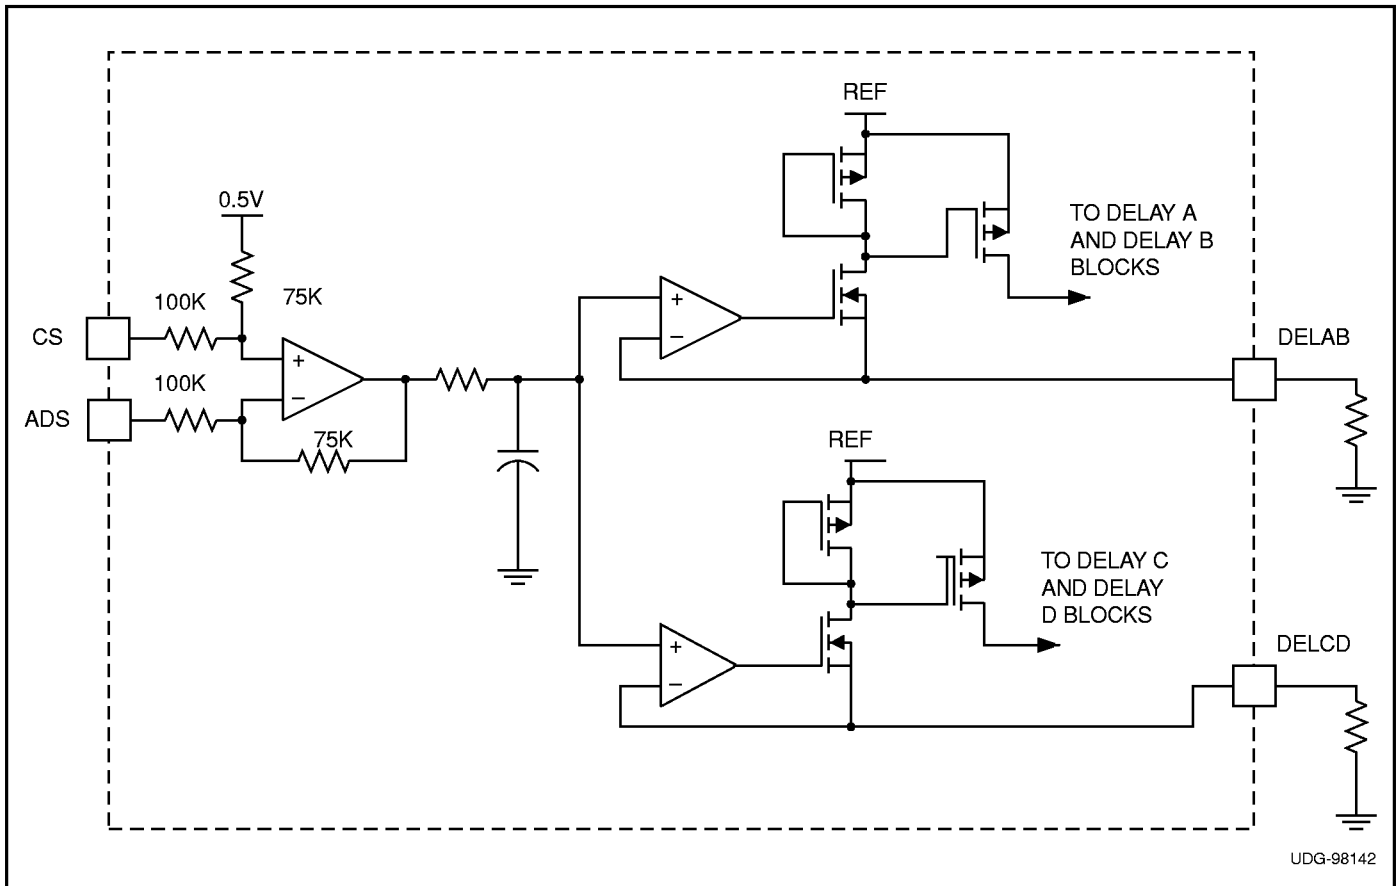 REF
0.5V
TO DELAY A
AND DELAY B
BLOCKS
100K
75K
CS
+
−
+
−
DELAB
100K
ADS
75K
REF
TO DELAY C
AND DELAY
D BLOCKS
+
−
DELCD
UDG-98142